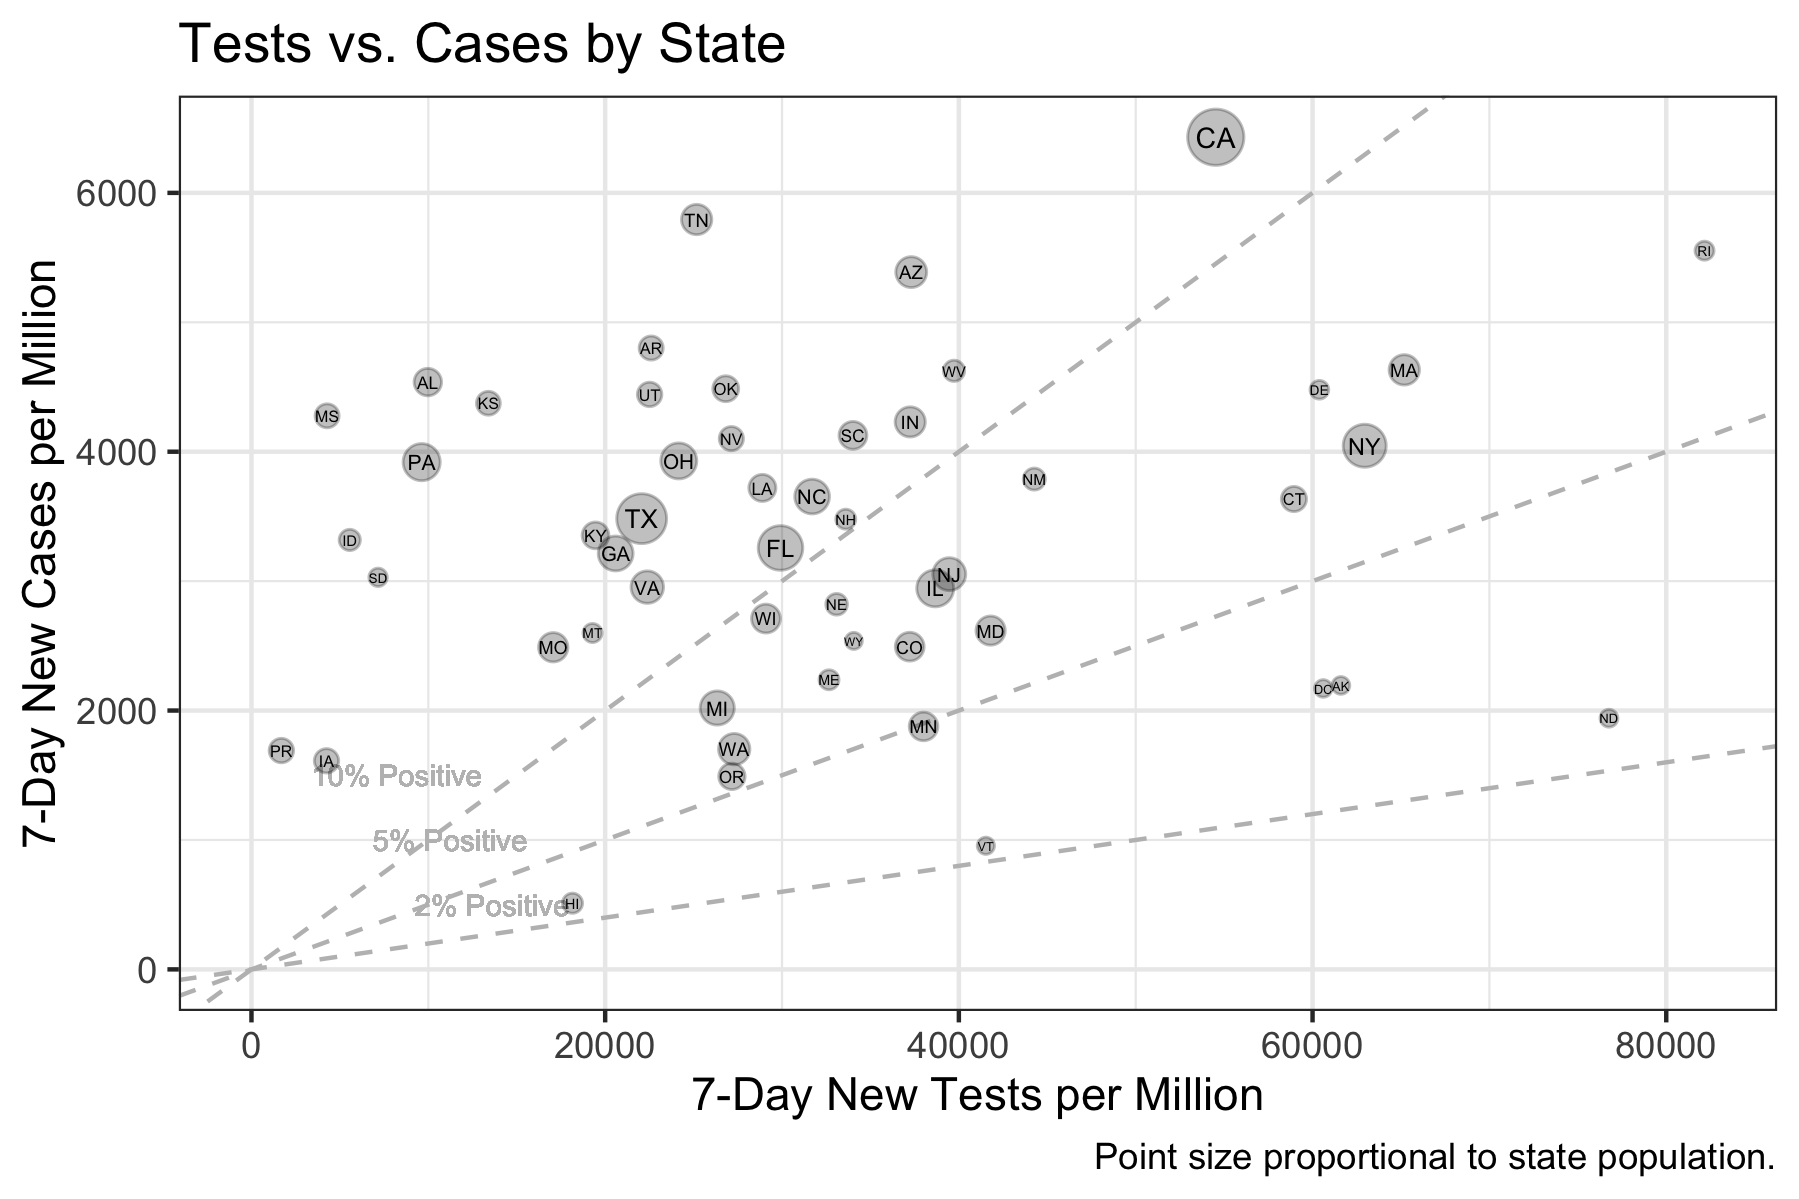 Tests vs. Cases by State
7-Day New Cases per Million
6000
4000
2000
0
CA
TN
RI
AZ
AR
WV
MA
AL
OK
DE
UT
KS
MS
IN
SC
NV
NY
OH
PA
NM
LA
NC
CT
TX
NH
KY
ID
FL
GA
SD
NJ
VA
IL
NE
WI
MD
MT
WY
MO
CO
ME
AK
DC
MI
ND
MN
WA
PR
IA
OR
10% Positive
5% Positive
VT
2% Positive
HI
0 20000 40000 60000 80000
7-Day New Tests per Million
Point size proportional to state population.